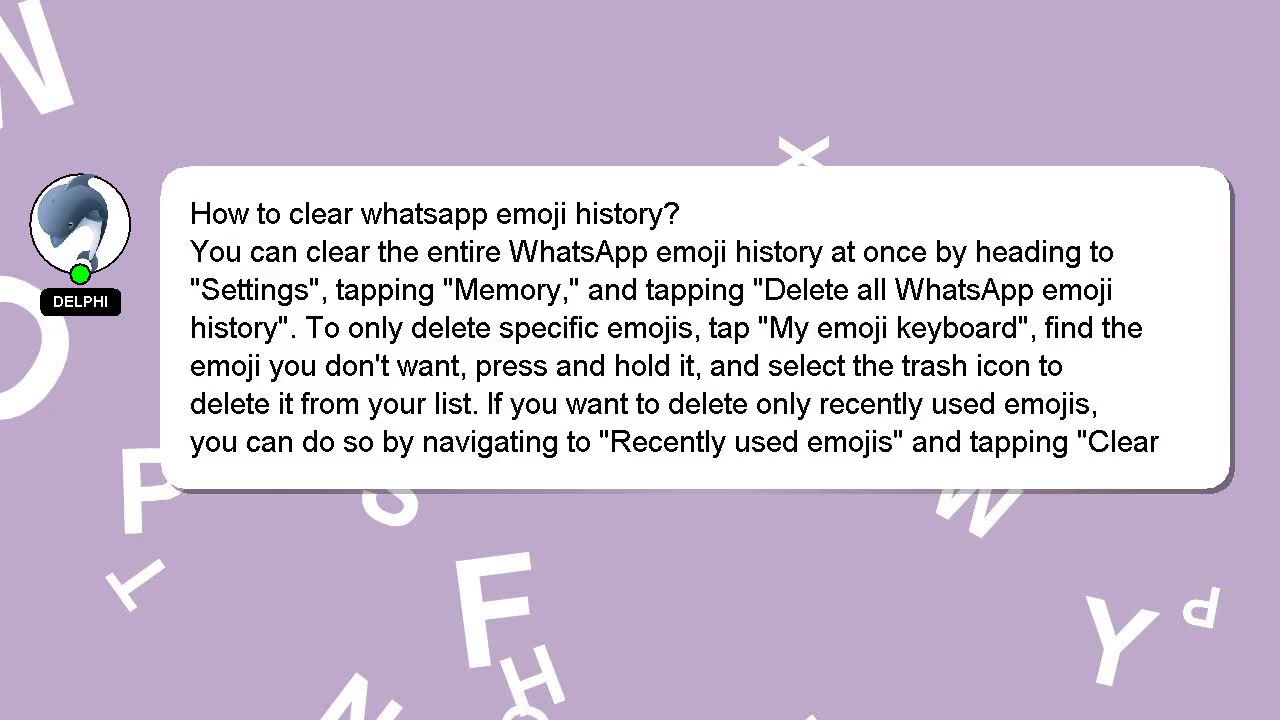 How to clear whatsapp emoji history?
You can clear the entire WhatsApp emoji history at once by heading to
"Settings", tapping "Memory," and tapping "Delete all WhatsApp emoji
history". To only delete specific emojis, tap "My emoji keyboard", find the
emoji you don't want, press and hold it, and select the trash icon to
delete it from your list. If you want to delete only recently used emojis,
you can do so by navigating to "Recently used emojis" and tapping "Clear
DELPHI
N
X
O
P
S
W
T
F
Y
P
H
N
O